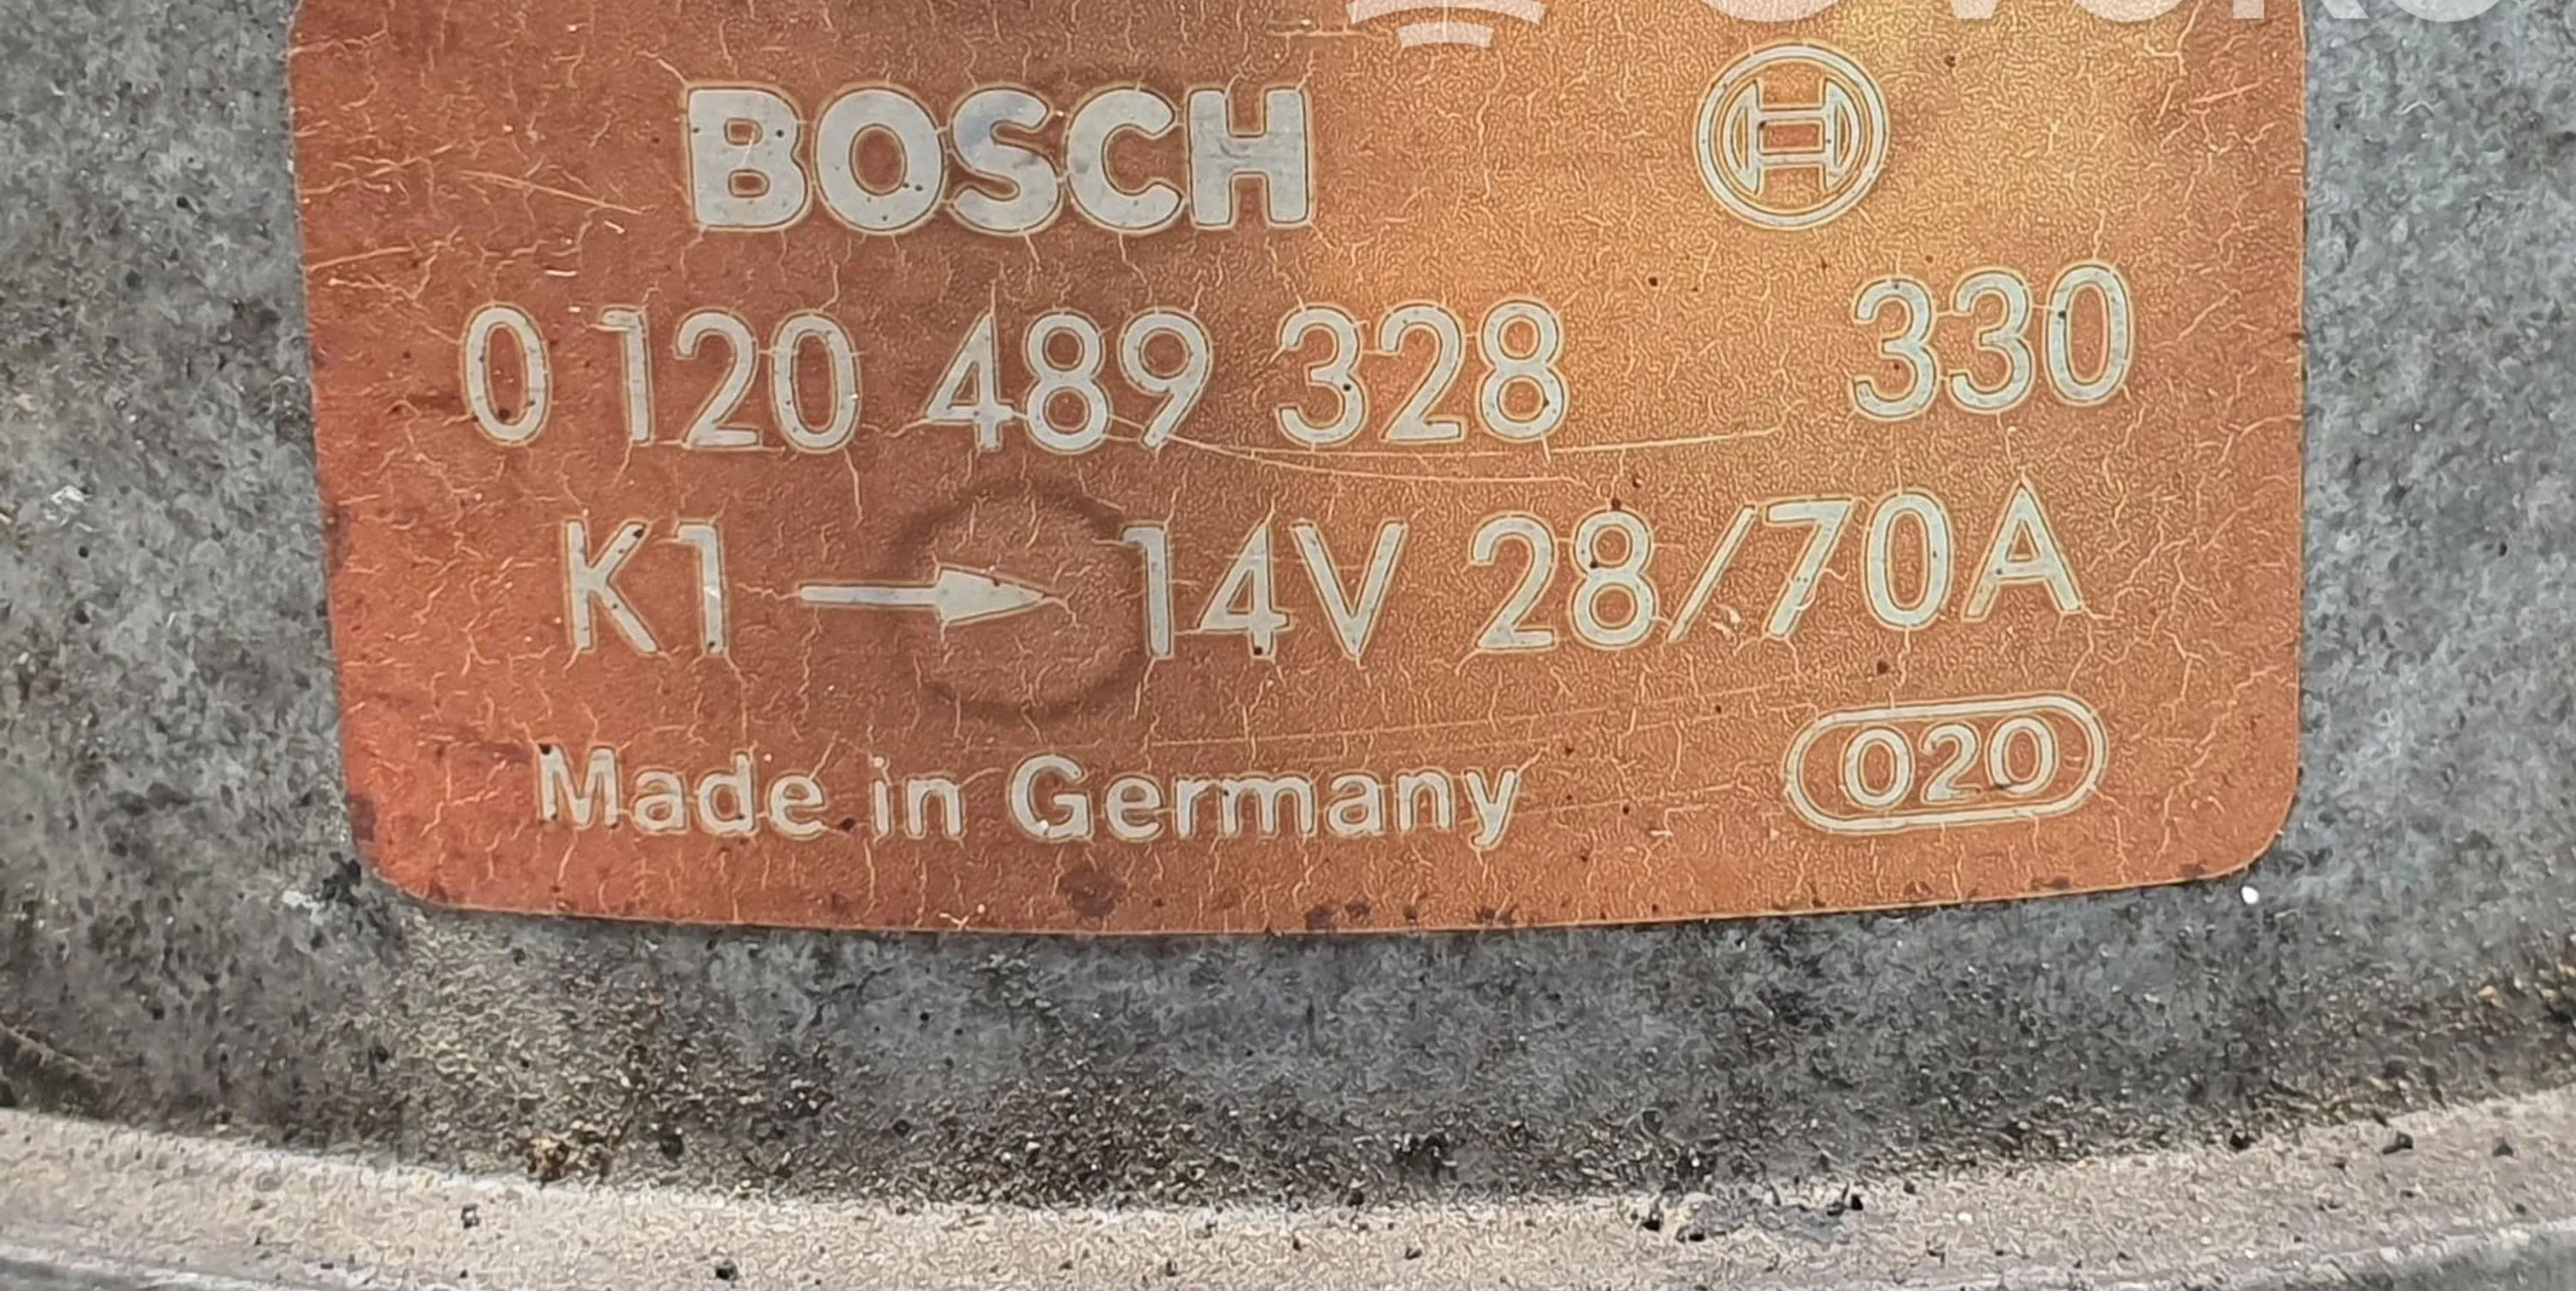 BOSCH
0 120 489 328 330
K1 → 14V 28/70A
Made in Germany 020